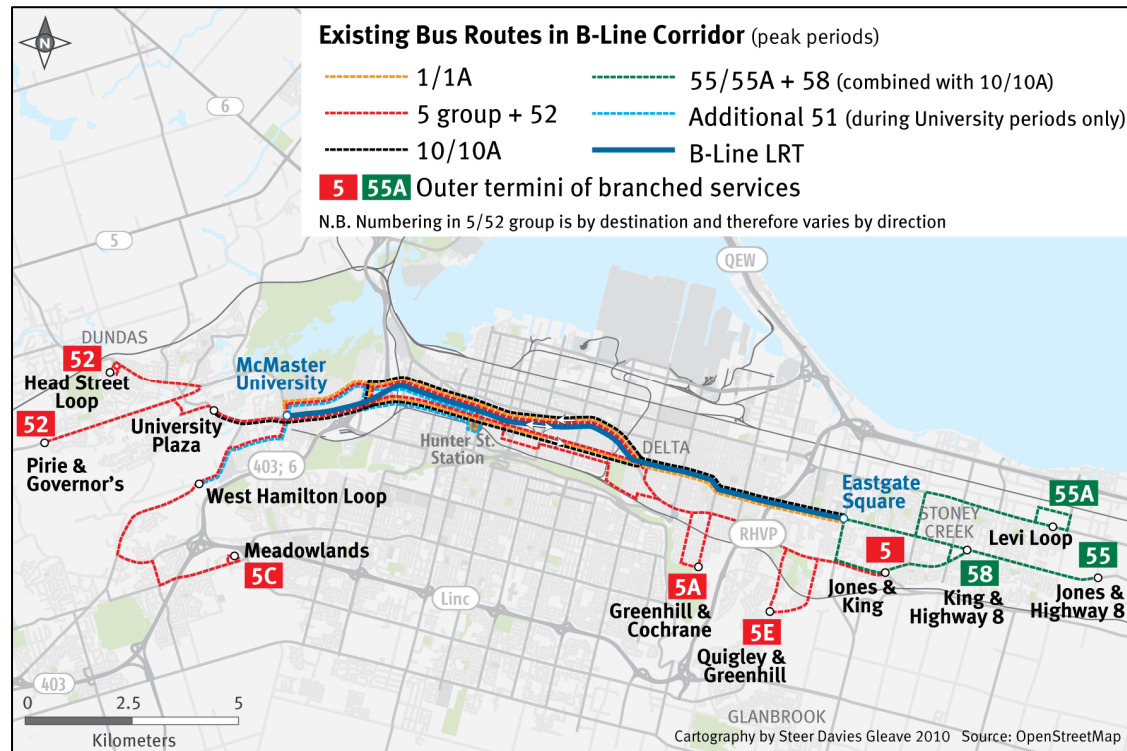 Existing Bus Routes in B-Line Corridor (peak periods)
1/1A
55/55A + 58 (combined with 10/10A)
5 group + 52
Additional 51 (during University periods only)
10/10A
B-Line LRT
5 55A Outer termini of branched services
N.B. Numbering in 5/52 group is by destination and therefore varies by direction
N
6
5
QEW
DUNDAS
52
Head Street
Loop
McMaster
University
52
University
Plaza
Pirie &
Governor's
Hunter St.
Station
DELTA
403; 6
West Hamilton Loop
Eastgate
Square
STONEY
CREEK
55A
Levi Loop
RHVP
Meadowlands
5C
5
Jones &
King
58
King &
Highway 8
55
Jones &
Highway 8
5A
Greenhill &
Cochrane
Linc
5E
Quigley &
Greenhill
403
0 2.5 5
Kilometers
GLANBROOK
Cartography by Steer Davies Gleave 2010 Source: OpenStreetMap